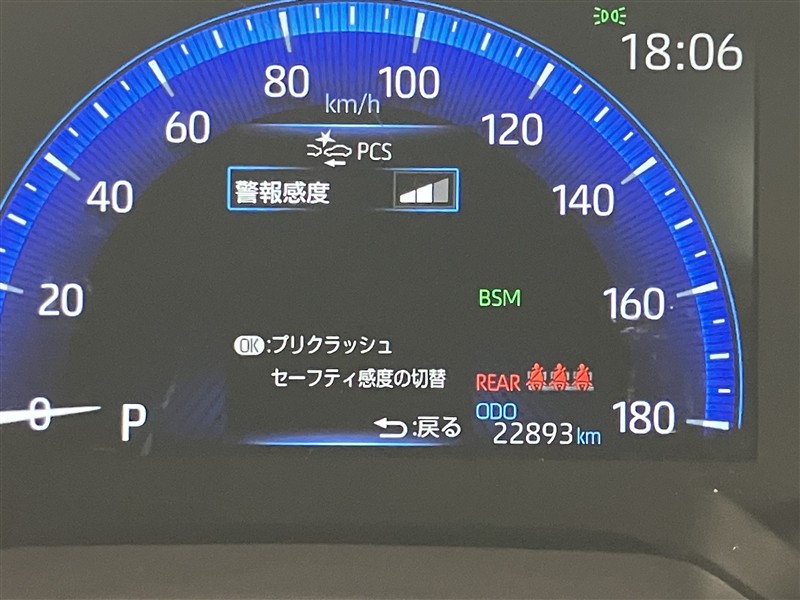 18:06
80
100
km/h
60
120
PCS
警報感度
40
140
BSM
20
160
OK:プリクラッシュ
セーフティ感度の切替
REAR
0
P
:戻る
ODO
22893km
180